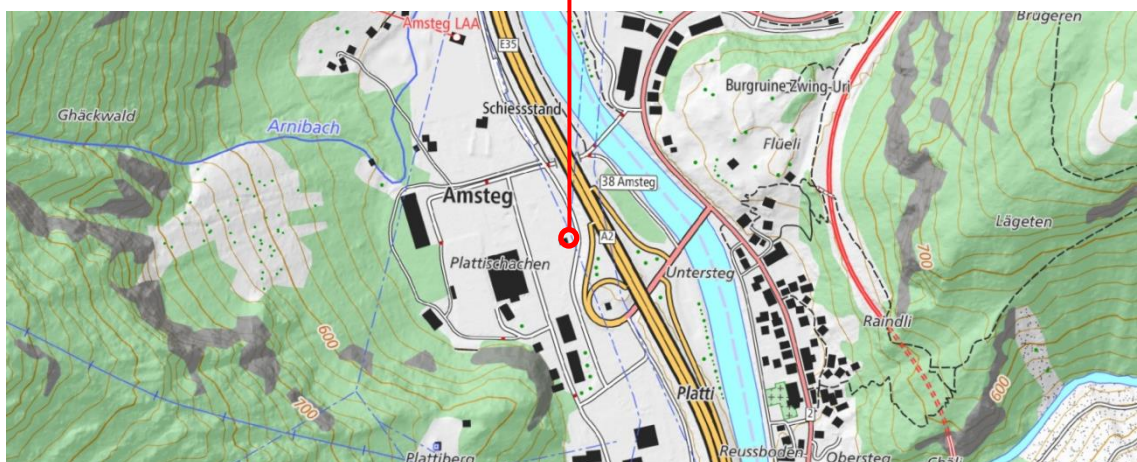 Brügeren
Amsteg LAA
E35
Burgruine Zwing-Uri
Schiessstand
Ghäckwald
Arnibach
Flüeli
38 Amsteg
Amsteg
Lägeten
A2
700
Plattischachen
Untersteg
Raindli
600
600
Platti
700
2
Plattiberg
Reussboden
Obersteg